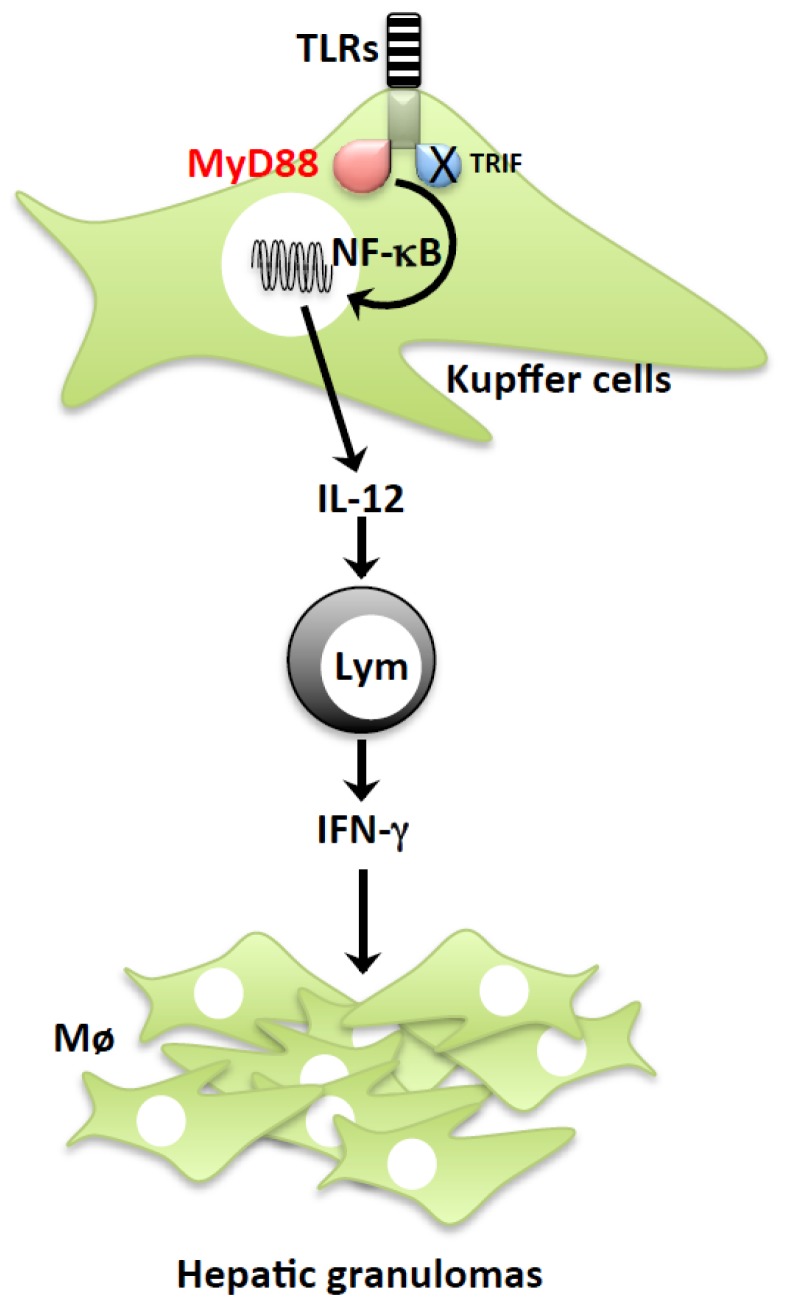 TLRs
MyD88
X
TRIF
NF-κB
Kupffer cells
IL-12
Lym
IFN-γ
Mø
Hepatic granulomas